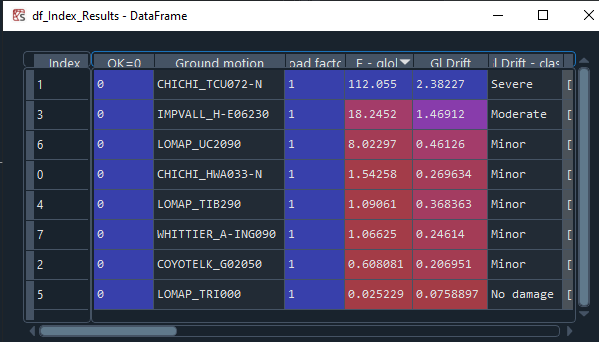 df_Index_Results - DataFrame
Index OK=0 Ground motion oad facto E - glol Gl Drift l Drift - clas
1 0 CHICHI_TCU072-N 1 112.055 2.38227 Severe [
3 0 IMPVALL_H-E06230 1 18.2452 1.46912 Moderate [
6 0 LOMAP_UC2090 1 8.02297 0.46126 Minor [
0 0 CHICHI_HWA033-N 1 1.54258 0.269634 Minor [
4 0 LOMAP_TIB290 1 1.09061 0.368363 Minor [
7 0 WHITTIER_A-ING090 1 1.06625 0.24614 Minor [
2 0 COYOTELK_G02050 1 0.608081 0.206951 Minor [
5 0 LOMAP_TRI000 1 0.025229 0.0758897 No damage [